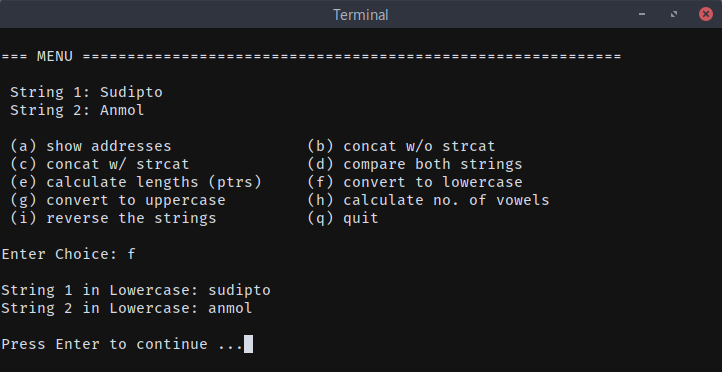 Terminal
=== MENU ============================================================
String 1: Sudipto
String 2: Anmol
(a) show addresses (b) concat w/o strcat
(c) concat w/ strcat (d) compare both strings
(e) calculate lengths (ptrs) (f) convert to lowercase
(g) convert to uppercase (h) calculate no. of vowels
(i) reverse the strings (q) quit
Enter Choice: f
String 1 in Lowercase: sudipto
String 2 in Lowercase: anmol
Press Enter to continue ...